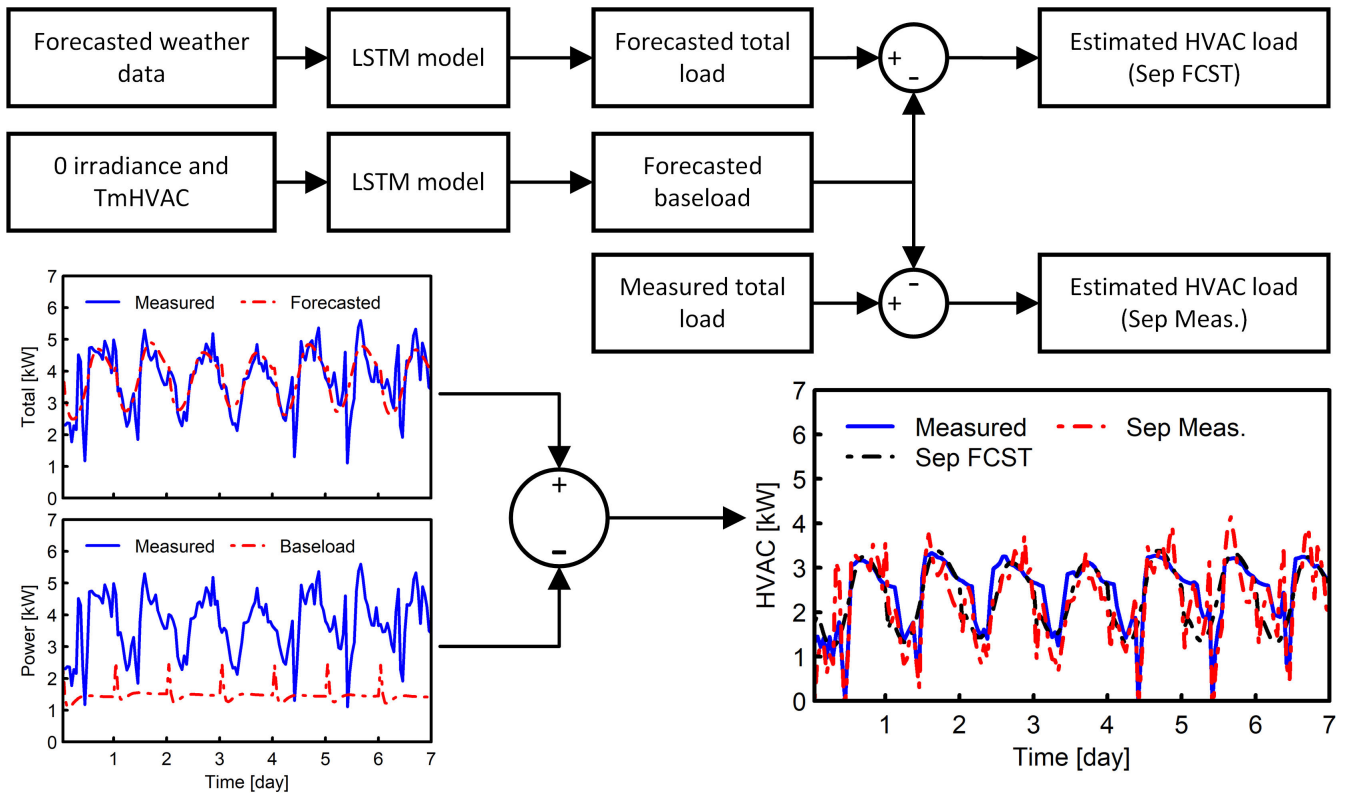 Forecasted weather
data
LSTM model
Forecasted total
load
+
-
Estimated HVAC load
(Sep FCST)
0 irradiance and
TmHVAC
LSTM model
Forecasted
baseload
Measured total
load
-
+
Estimated HVAC load
(Sep Meas.)
7
6
5
4
3
2
1
0
Total [kW]
Measured
Forecasted
7
6
5
4
3
2
1
0
Power [kW]
Measured
Baseload
1 2 3 4 5 6 7
Time [day]
+
-
7
6
5
4
3
2
1
0
HVAC [kW]
Measured
Sep Meas.
Sep FCST
1 2 3 4 5 6 7
Time [day]